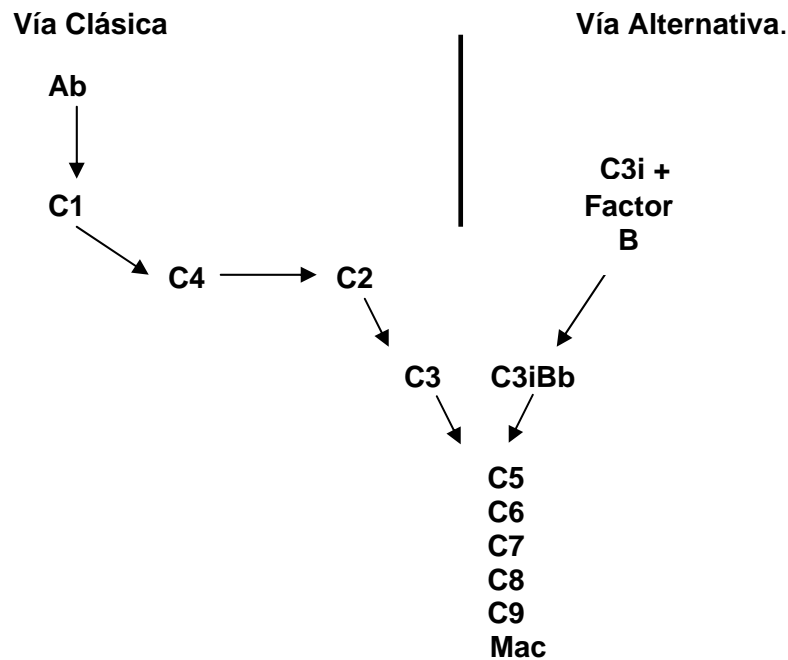 Vía Clásica
Vía Alternativa.
Ab
C1
C3i +
Factor
B
C4
C2
C3
C3iBb
C5
C6
C7
C8
C9
Mac